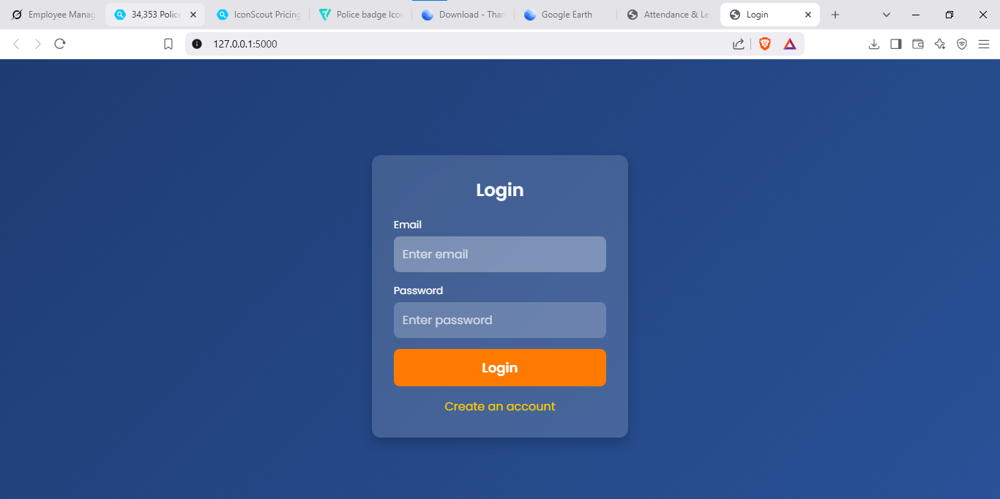 Employee Manag
34,353 Police
IconScout Pricing
Police badge Icon
Download - Than
Google Earth
Attendance & Le
Login
127.0.0.1:5000
Login
Email
Enter email
Password
Enter password
Login
Create an account